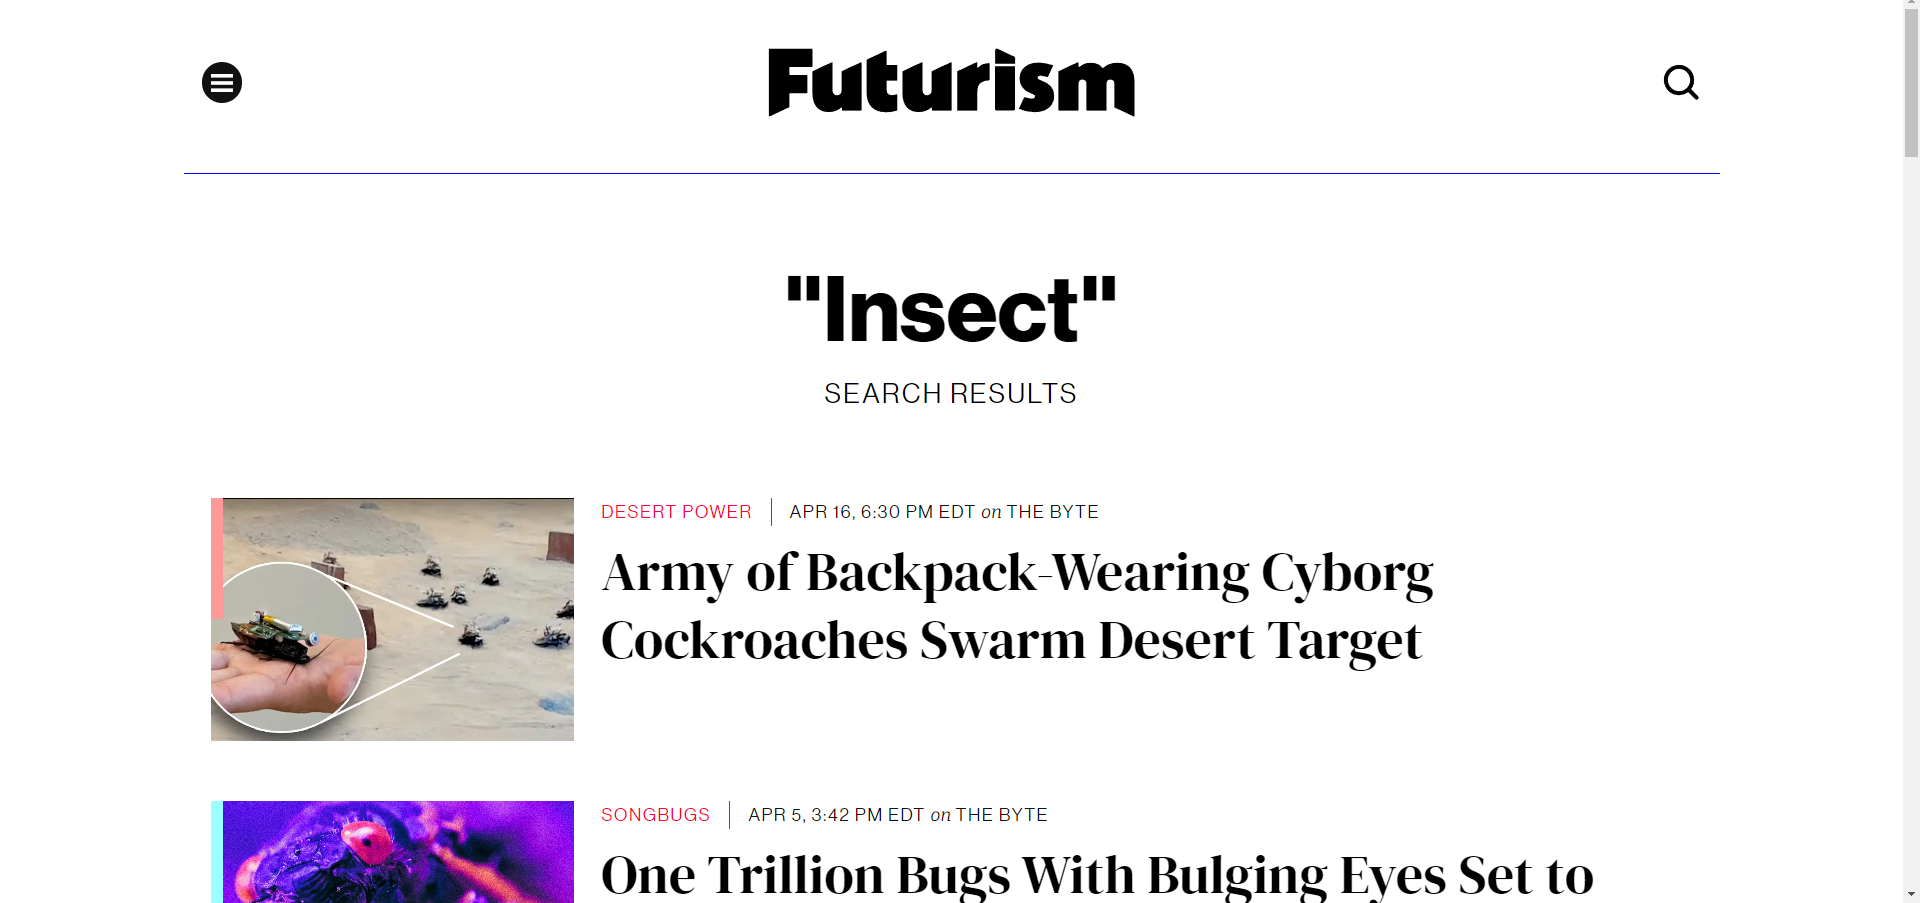 Futurism
"Insect"
SEARCH RESULTS
DESERT POWER
APR 16, 6:30 PM EDT on THE BYTE
Army of Backpack-Wearing Cyborg
Cockroaches Swarm Desert Target
SONGBUGS
APR 5, 3:42 PM EDT on THE BYTE
One Trillion Bugs With Bulging Eyes Set to